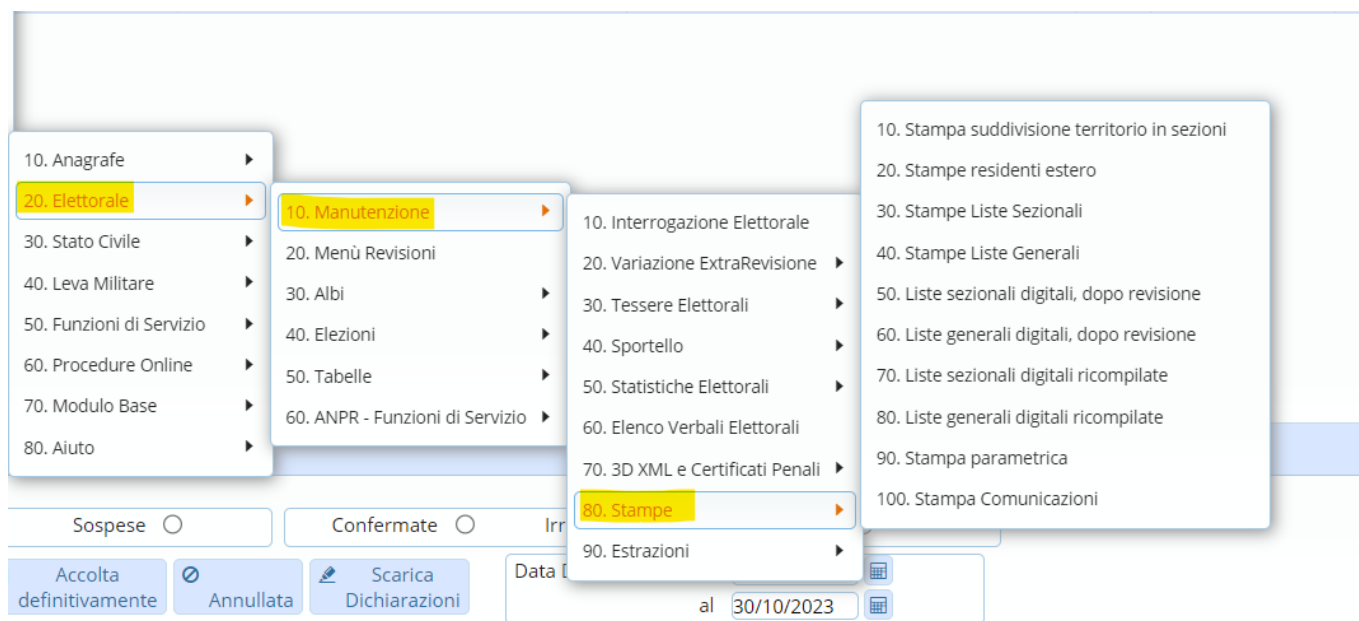 10. Anagrafe
20. Elettorale
30. Stato Civile
40. Leva Militare
50. Funzioni di Servizio
60. Procedure Online
70. Modulo Base
80. Aiuto
10. Manutenzione
20. Menù Revisioni
30. Albi
40. Elezioni
50. Tabelle
60. ANPR - Funzioni di Servizio
10. Interrogazione Elettorale
20. Variazione ExtraRevisione
30. Tessere Elettorali
40. Sportello
50. Statistiche Elettorali
60. Elenco Verbali Elettorali
70. 3D XML e Certificati Penali
80. Stampe
90. Estrazioni
10. Stampa suddivisione territorio in sezioni
20. Stampe residenti estero
30. Stampe Liste Sezionali
40. Stampe Liste Generali
50. Liste sezionali digitali, dopo revisione
60. Liste generali digitali, dopo revisione
70. Liste sezionali digitali ricompilate
80. Liste generali digitali ricompilate
90. Stampa parametrica
100. Stampa Comunicazioni
Sospese
Confermate
Accolta
definitivamente
Annullata
Scarica
Dichiarazioni
Data
al 30/10/2023